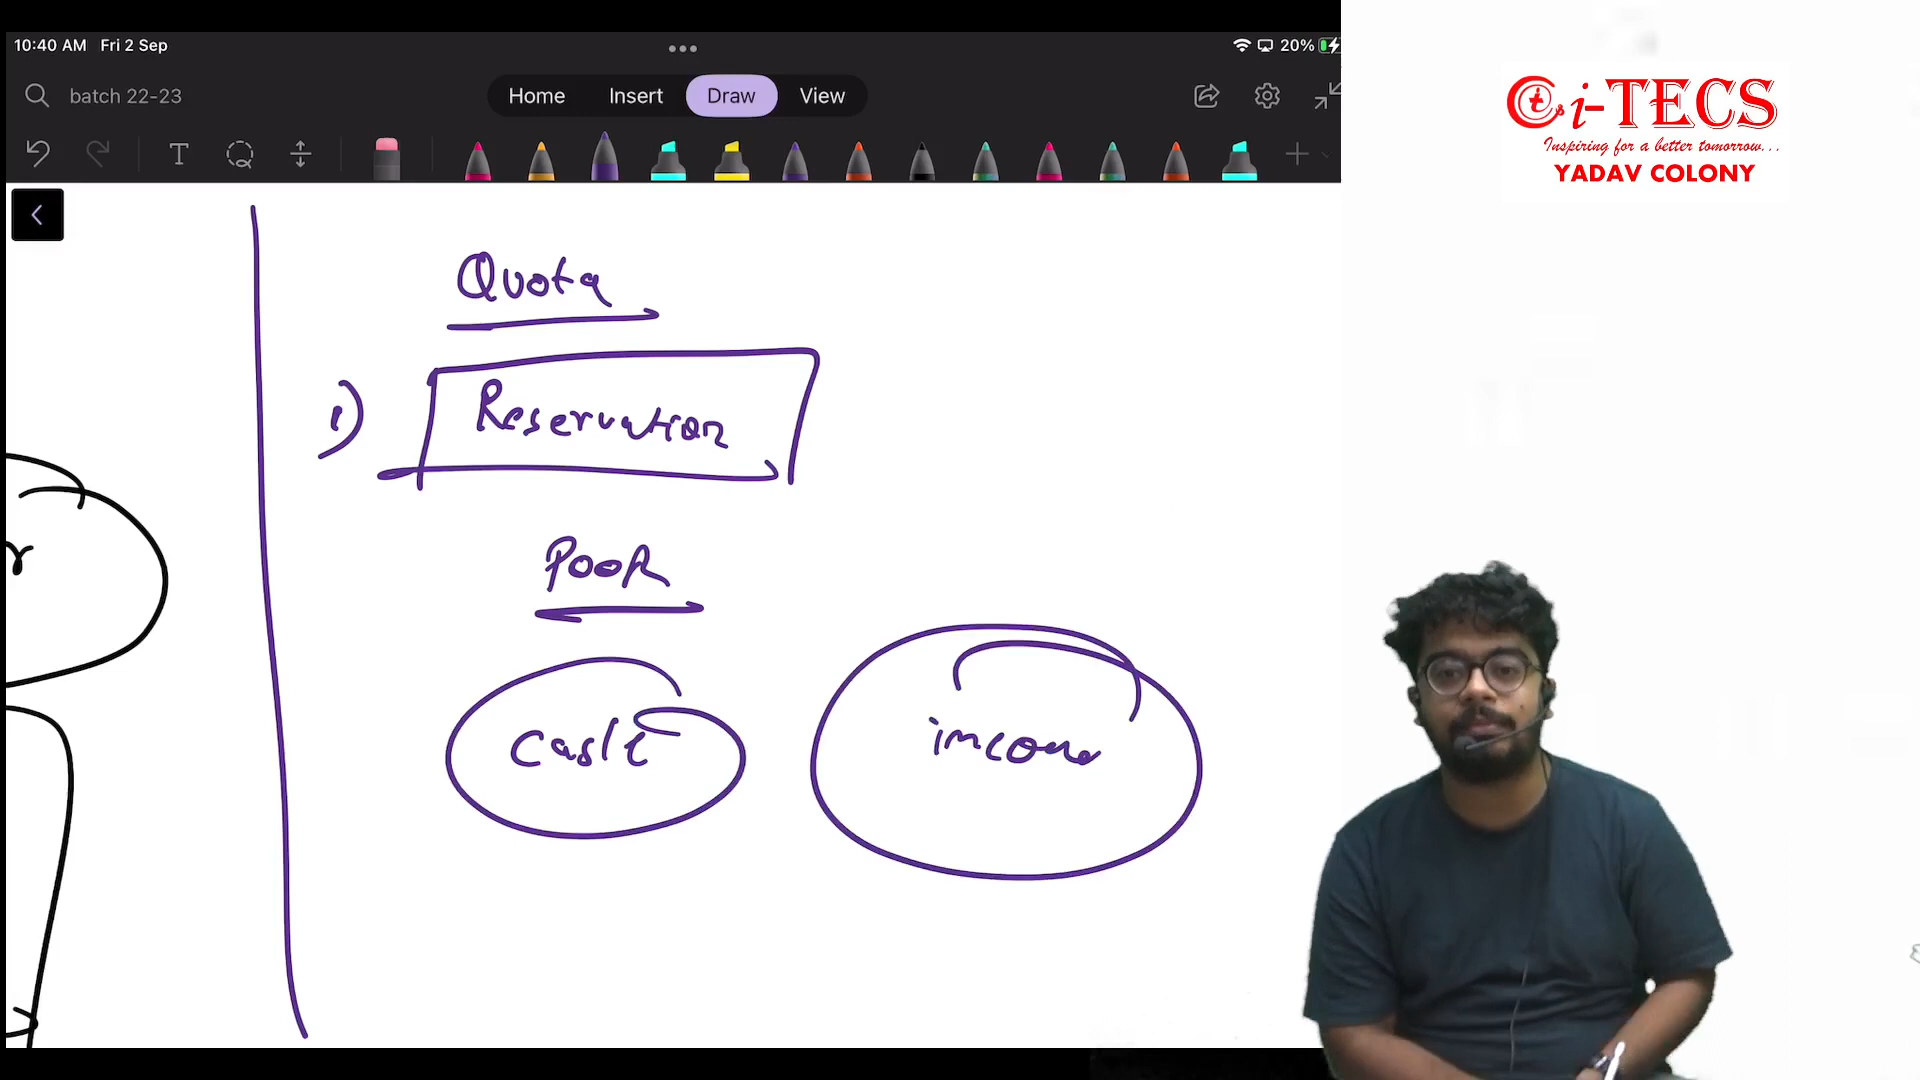 10:40 AM Fri 2 Sep
20%
batch 22-23
Home Insert Draw View
T
i-TECS
Inspiring for a better tomorrow...
YADAV COLONY
Quota
1) Reservation
Poor
Caste
income
r